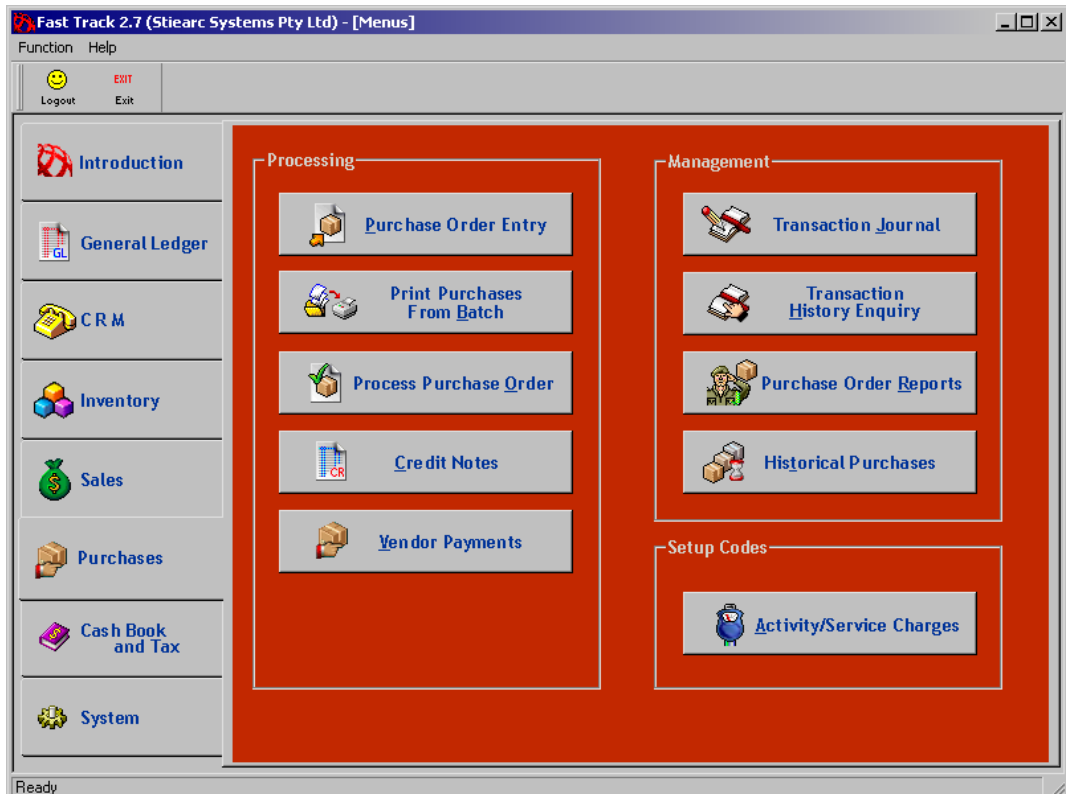 Fast Track 2.7 (Stiearc Systems Pty Ltd) - [Menus]
Function Help
EXIT
Logout Exit
Introduction
General Ledger
GL
C R M
Inventory
Sales
$
Purchases
Cash Book
and Tax
$
System
Processing
Purchase Order Entry
Print Purchases
From Batch
Process Purchase Order
Credit Notes
CR
Vendor Payments
Management
Transaction Journal
Transaction
History Enquiry
Purchase Order Reports
Historical Purchases
Setup Codes
Activity/Service Charges
Ready